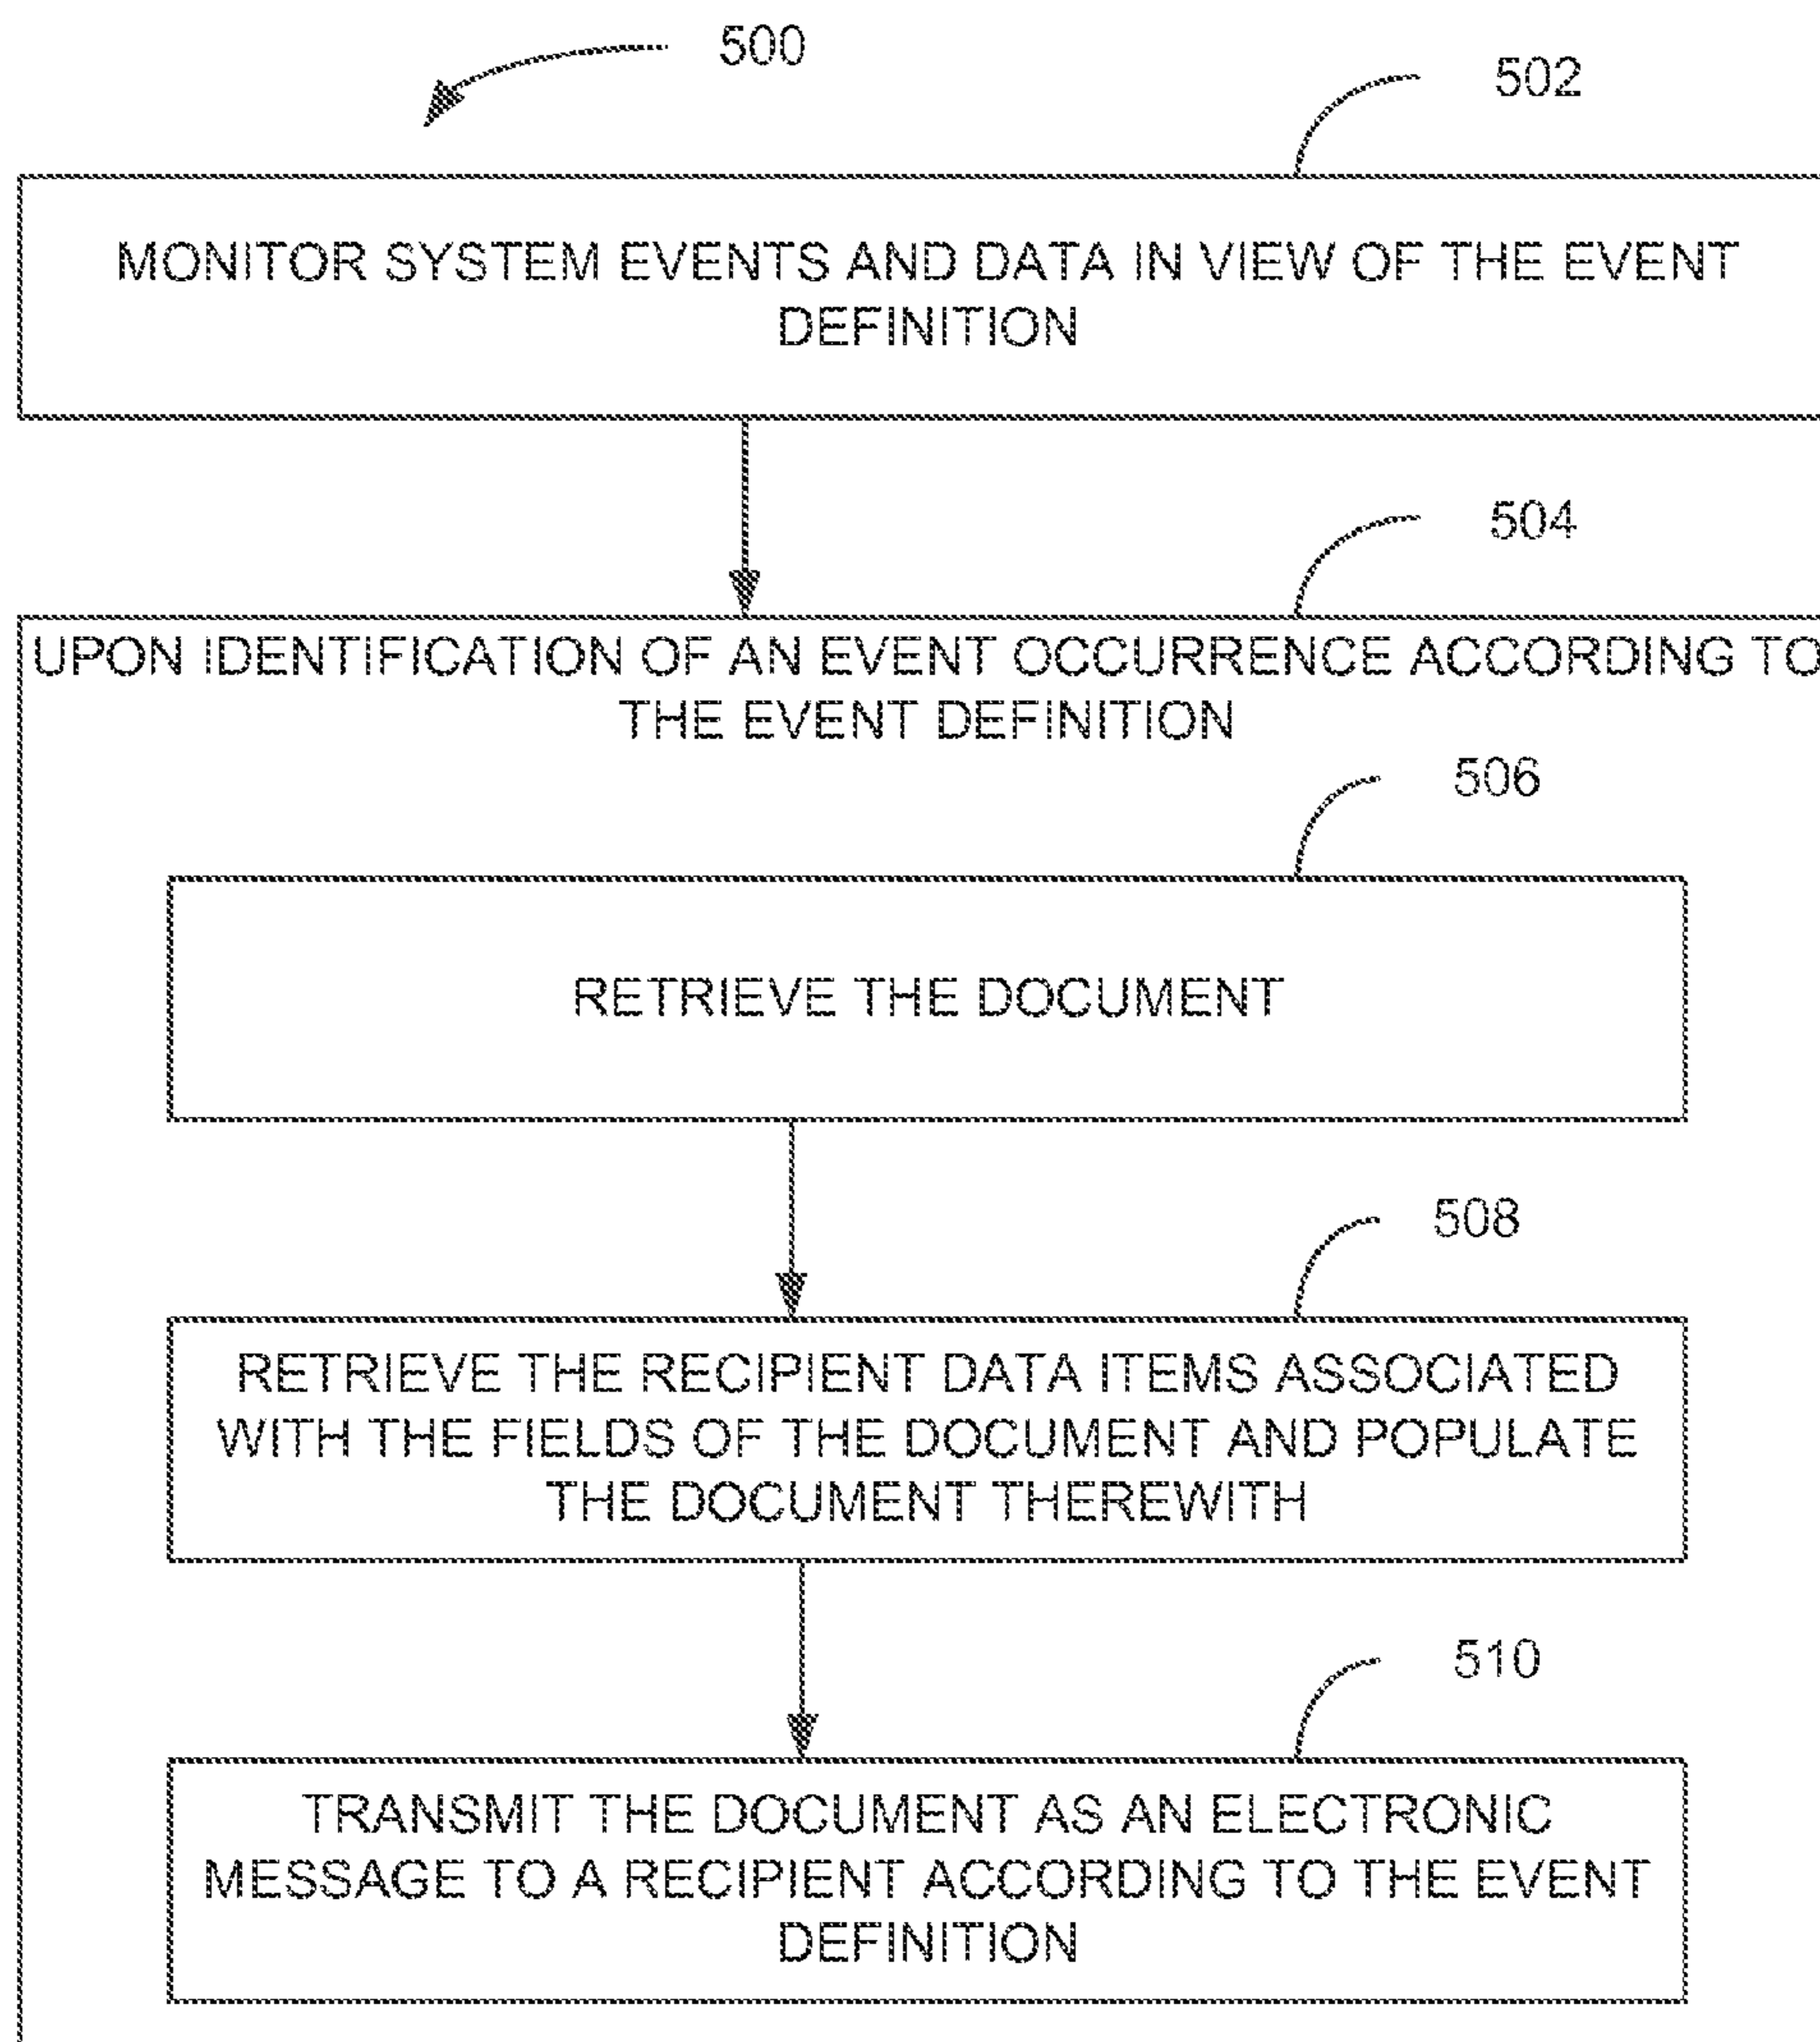 500
502
MONITOR SYSTEM EVENTS AND DATA IN VIEW OF THE EVENT
DEFINITION
504
UPON IDENTIFICATION OF AN EVENT OCCURRENCE ACCORDING TO
THE EVENT DEFINITION
506
RETRIEVE THE DOCUMENT
508
RETRIEVE THE RECIPIENT DATA ITEMS ASSOCIATED
WITH THE FIELDS OF THE DOCUMENT AND POPULATE
THE DOCUMENT THEREWITH
510
TRANSMIT THE DOCUMENT AS AN ELECTRONIC
MESSAGE TO A RECIPIENT ACCORDING TO THE EVENT
DEFINITION